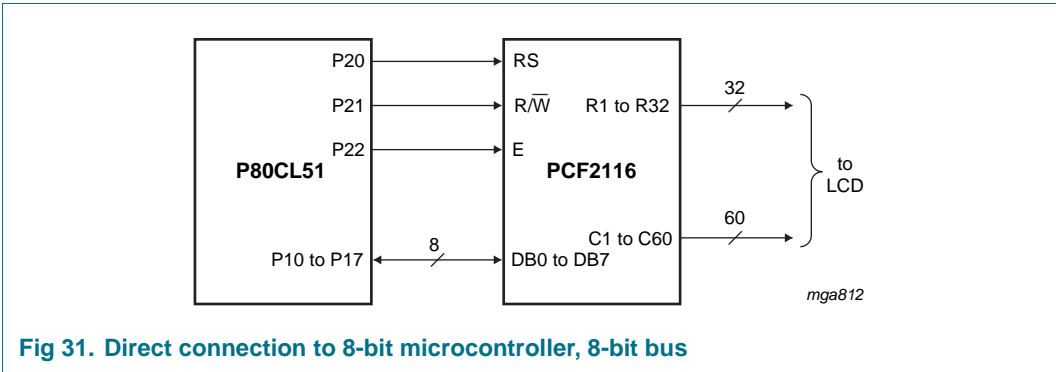 P20
RS
P21
R/W̅
R1 to R32
32
P22
E
P80CL51
PCF2116
to
LCD
60
C1 to C60
8
P10 to P17
DB0 to DB7
mga812
Fig 31. Direct connection to 8-bit microcontroller, 8-bit bus